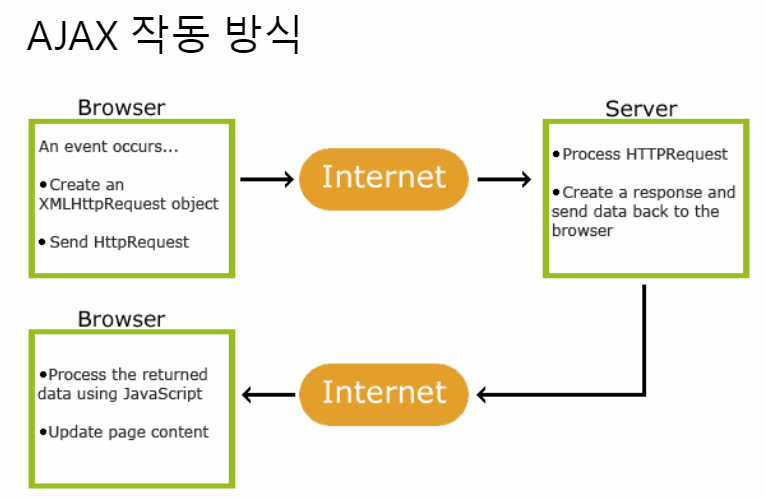 AJAX 작동 방식
Browser
An event occurs...
•Create an
XMLHttpRequest object
• Send HttpRequest
Internet
Server
•Process HTTPRequest
•Create a response and
send data back to the
browser
Browser
•Process the returned
data using JavaScript
•Update page content
Internet